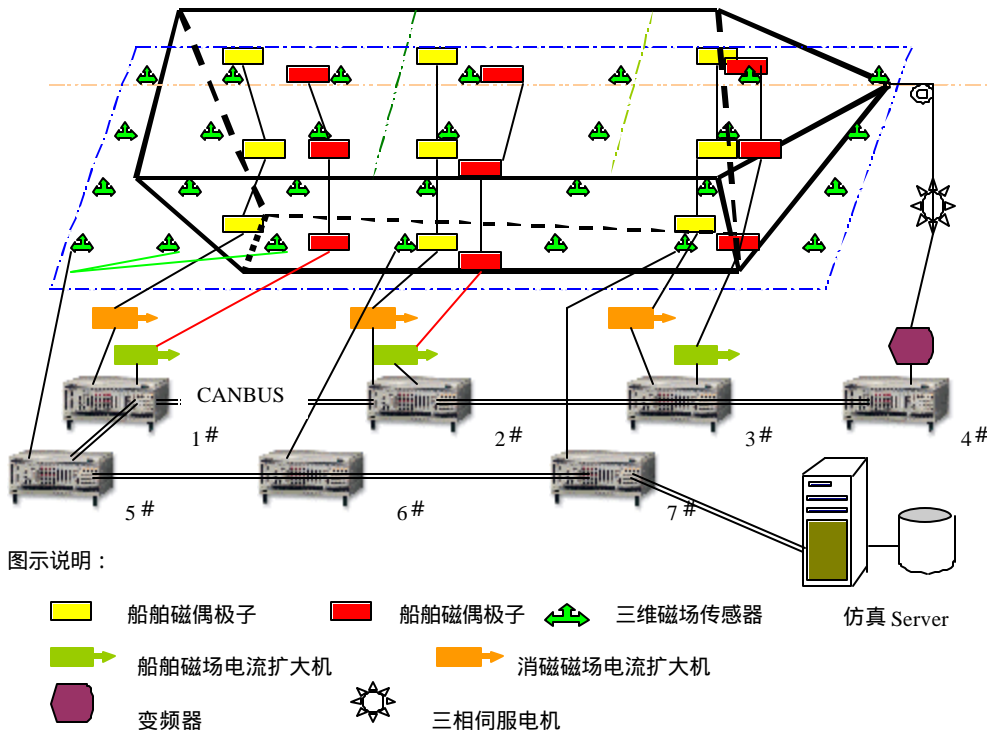 CANBUS
1#
2#
3#
4#
5#
6#
7#
图示说明：
船舶磁偶极子
船舶磁偶极子
三维磁场传感器
仿真 Server
船舶磁场电流扩大机
消磁磁场电流扩大机
变频器
三相伺服电机